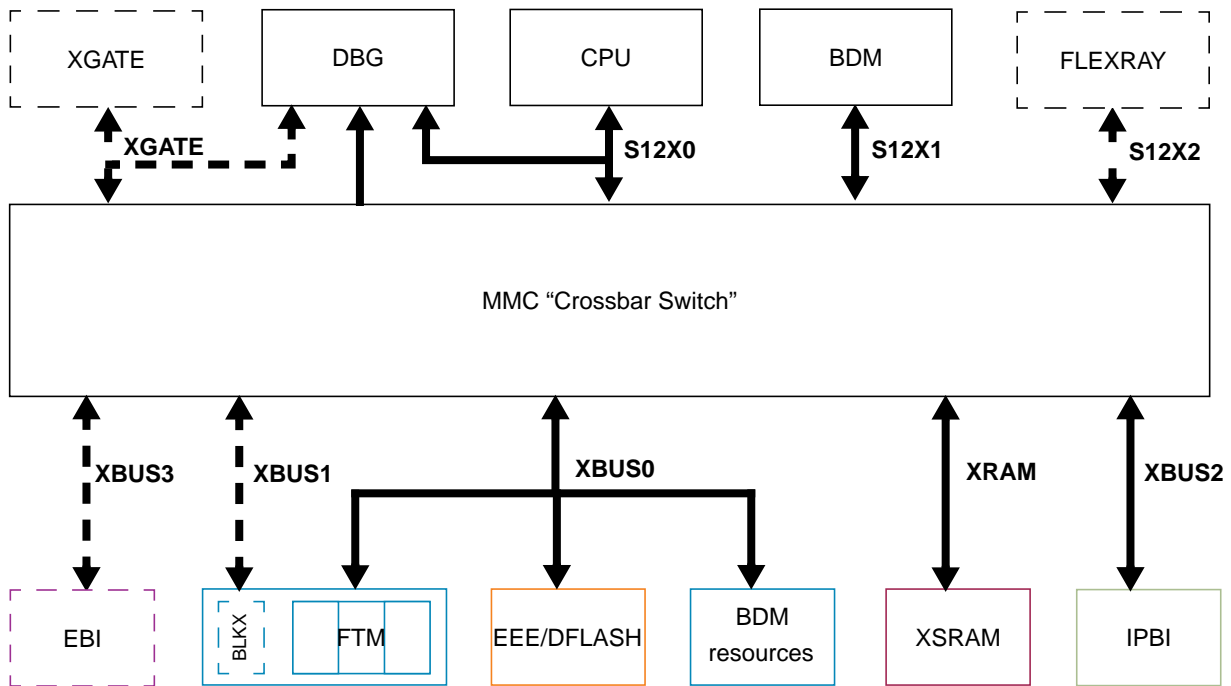 XGATE
DBG
CPU
BDM
FLEXRAY
XGATE
S12X0
S12X1
S12X2
MMC “Crossbar Switch”
XBUS3
XBUS1
XBUS0
XRAM
XBUS2
EBI
BLKX
FTM
EEE/DFLASH
BDM
resources
XSRAM
IPBI